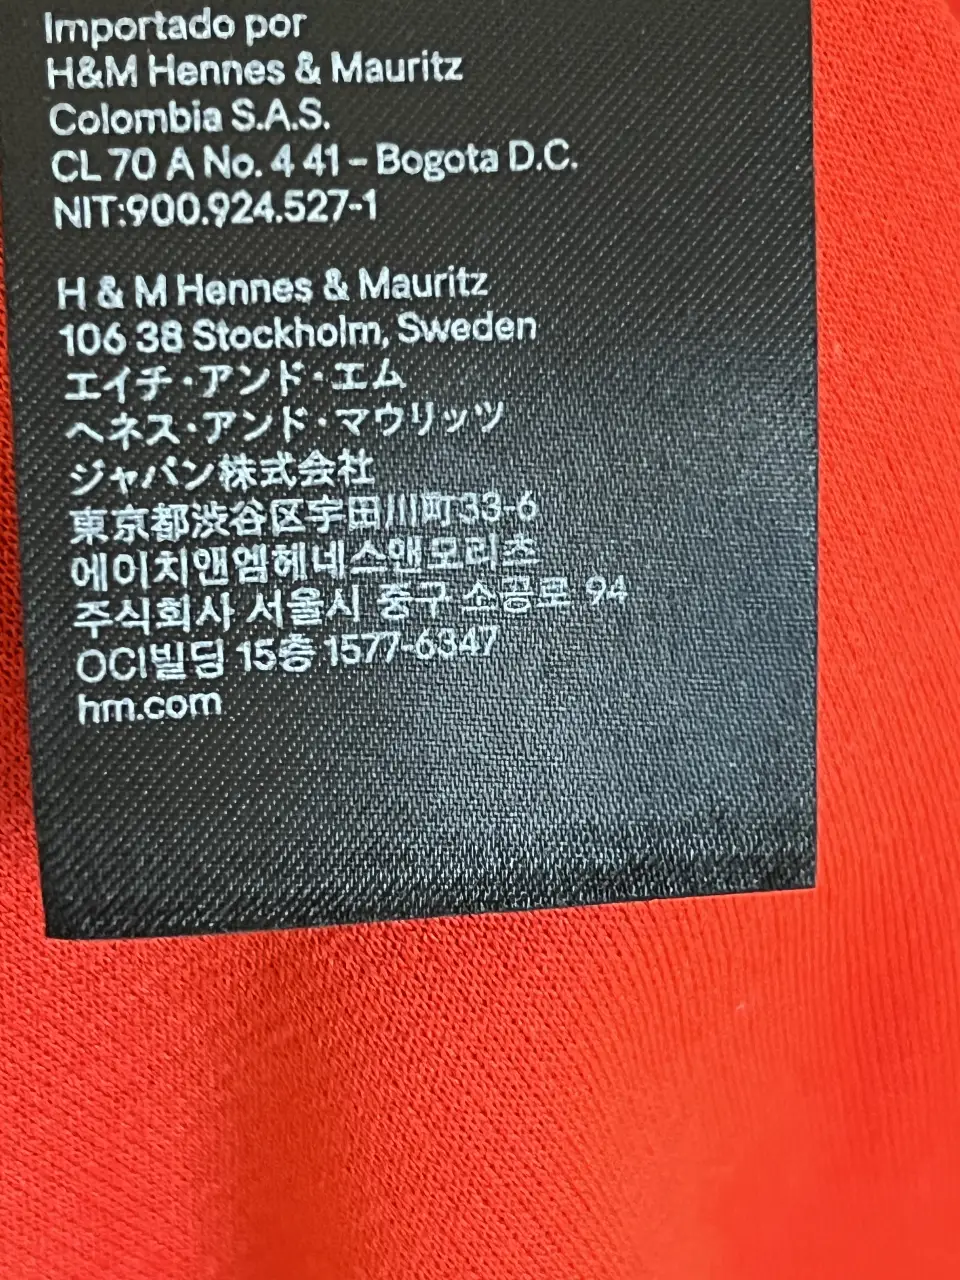 Importado por
H&M Hennes & Mauritz
Colombia S.A.S.
CL 70 A No. 4 41 – Bogota D.C.
NIT:900.924.527-1
H & M Hennes & Mauritz
106 38 Stockholm, Sweden
エイチ・アンド・エム
ヘネス・アンド・マウリッツ
ジャパン株式会社
東京都渋谷区宇田川町33-6
에이치앤엠헤네스앤모리츠
주식회사 서울시 중구 소공로 94
OCI빌딩 15층 1577-6347
hm.com